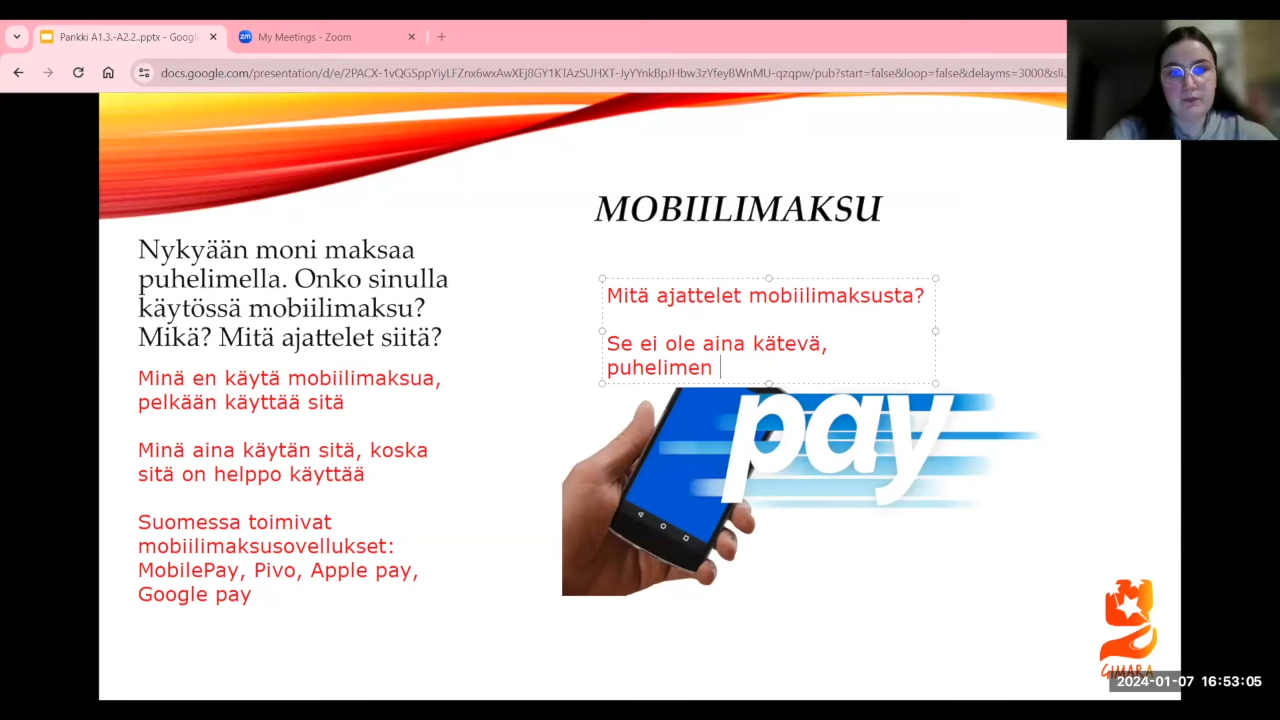 Pankki A1.3.-A2.2..pptx - Googl
My Meetings - Zoom
docs.google.com/presentation/d/e/2PACX-1vQGSppYiyLFZnx6wxAwXEj8GY1KTAzSUHXT-JyYYnkBpJHbw3zYfeyBWnMU-qzqpw/pub?start=false&loop=false&delayms=3000&sli
MOBIILIMAKSU
Nykyään moni maksaa
puhelimella. Onko sinulla
käytössä mobiilimaksu?
Mikä? Mitä ajattelet siitä?
Minä en käytä mobiilimaksua,
pelkään käyttää sitä
Minä aina käytän sitä, koska
sitä on helppo käyttää
Suomessa toimivat
mobiilimaksusovellukset:
MobilePay, Pivo, Apple pay,
Google pay
Mitä ajattelet mobiilimaksusta?
Se ei ole aina kätevä,
puhelimen
pay
GIMARA
2024-01-07 16:53:05